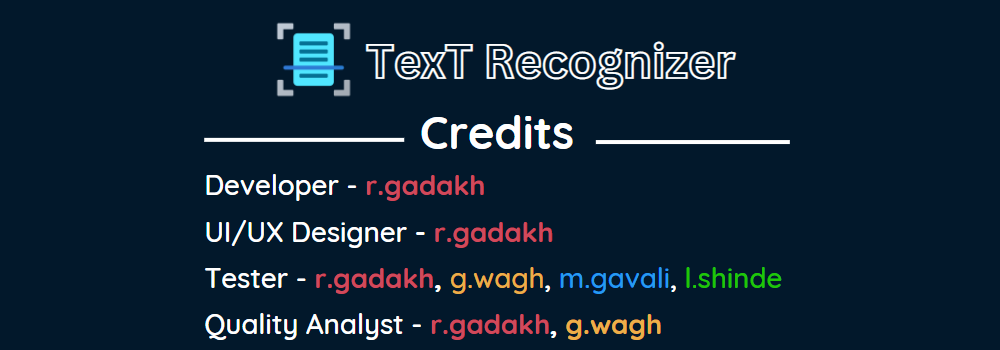 TexT Recognizer
Credits
Developer - r.gadakh
UI/UX Designer - r.gadakh
Tester - r.gadakh, g.wagh, m.gavali, l.shinde
Quality Analyst - r.gadakh, g.wagh